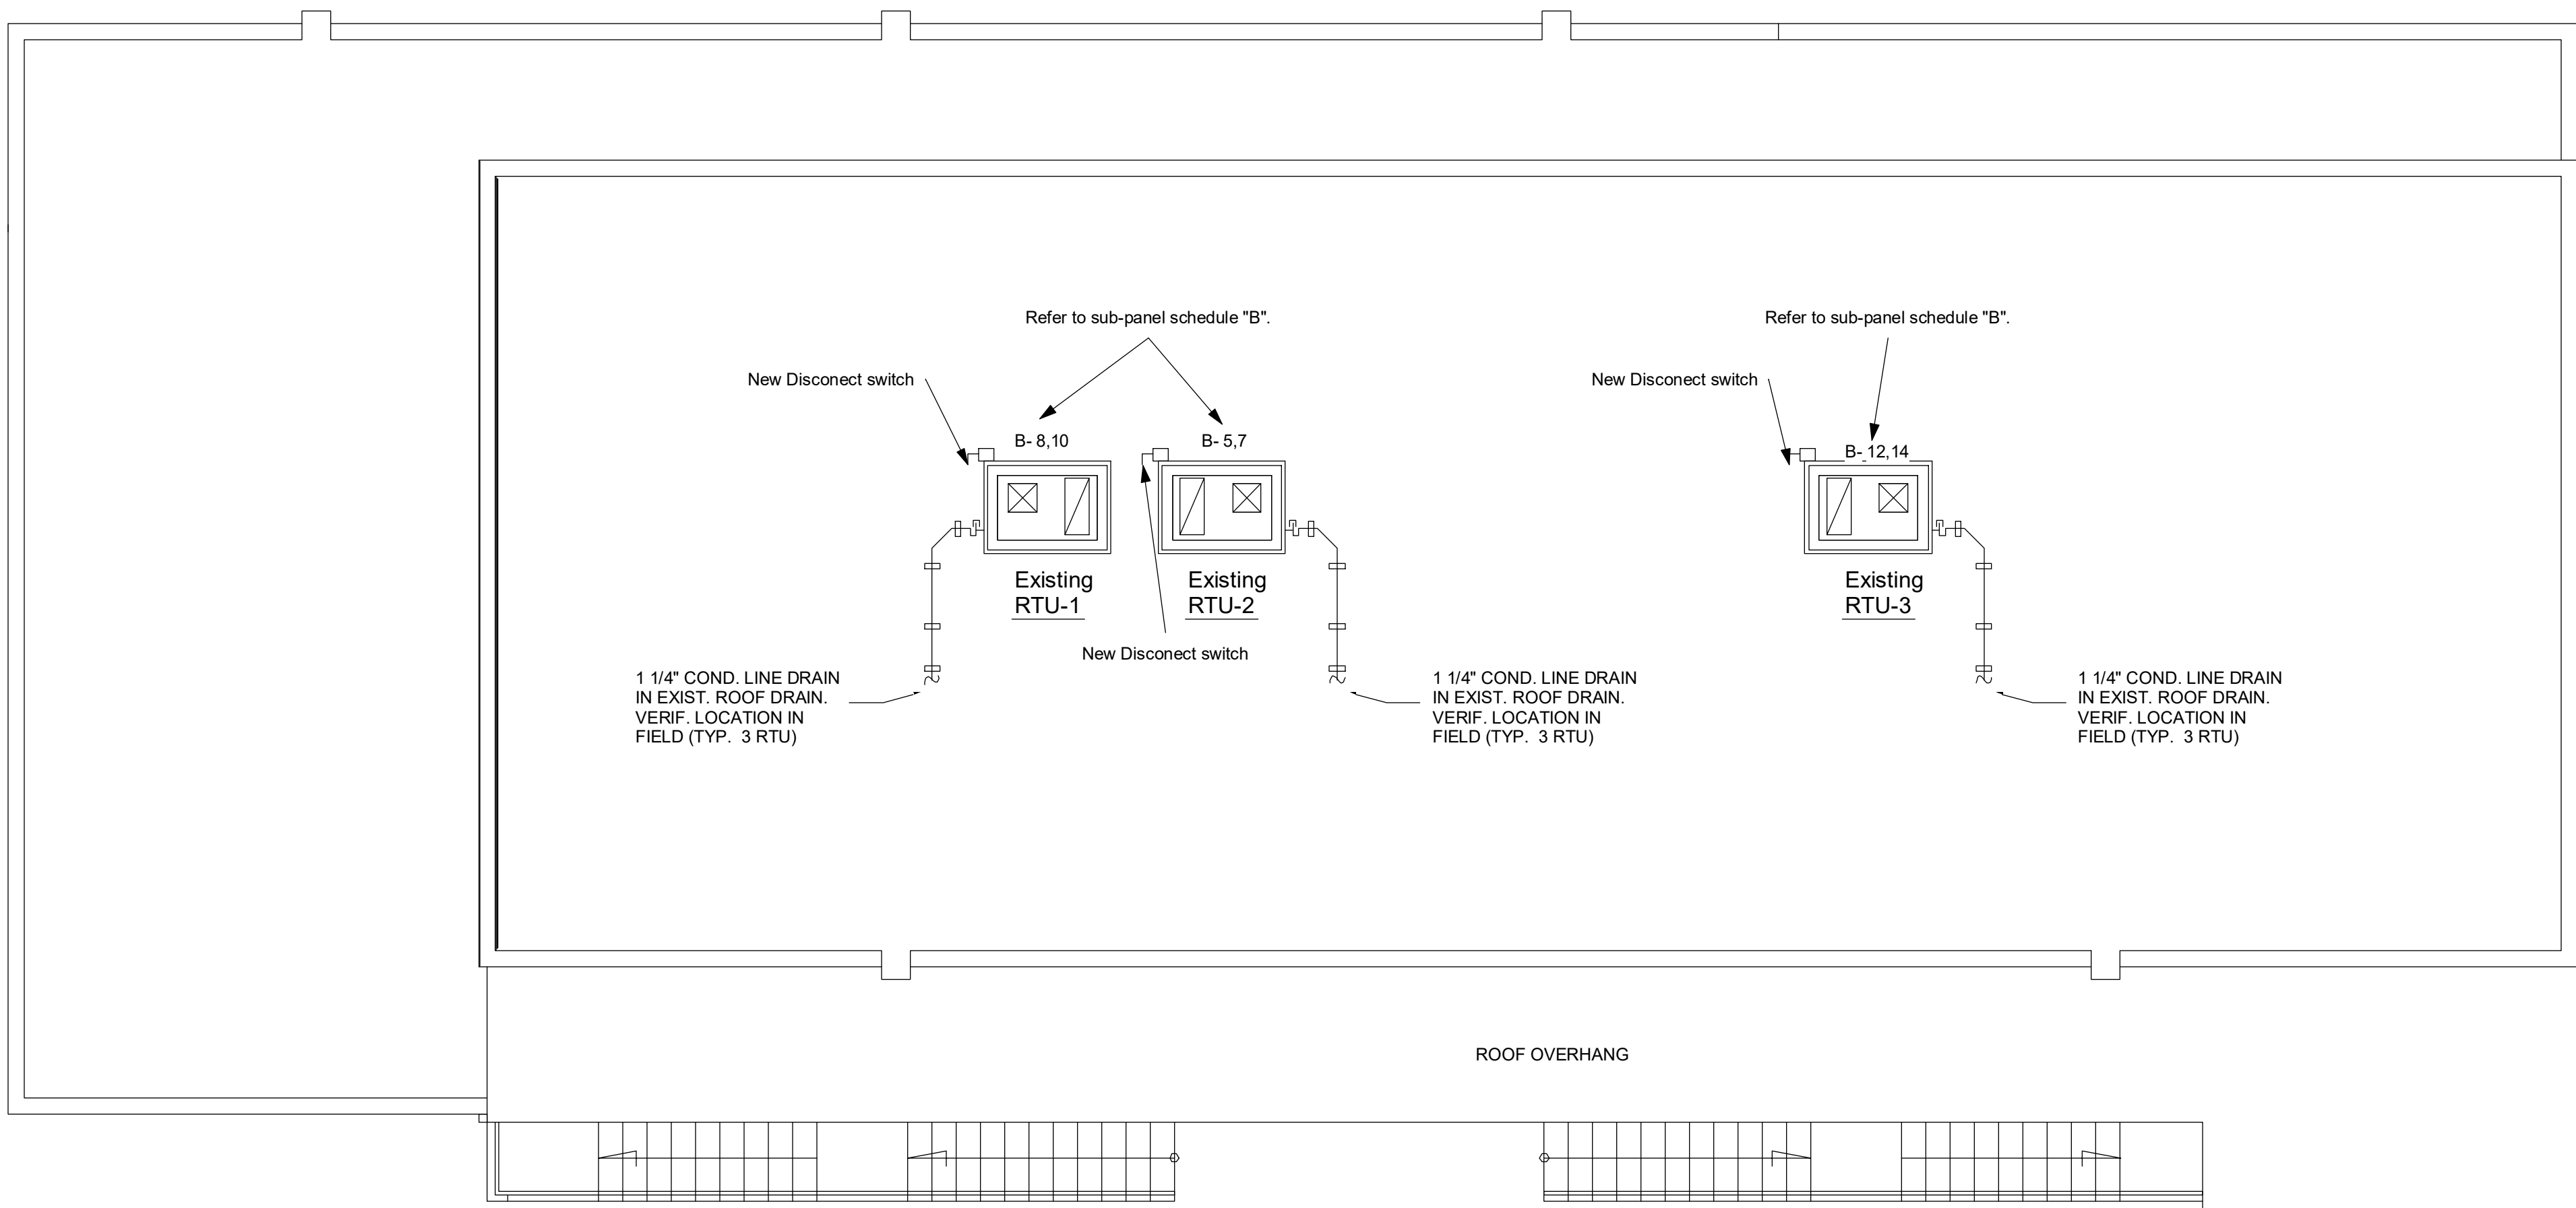 Refer to sub-panel schedule "B".
Refer to sub-panel schedule "B".
New Disconect switch
New Disconect switch
B- 8,10
B- 5,7
B- 12,14
Existing
RTU-1
Existing
RTU-2
Existing
RTU-3
New Disconect switch
1 1/4" COND. LINE DRAIN
IN EXIST. ROOF DRAIN.
VERIF. LOCATION IN
FIELD (TYP.  3 RTU)
1 1/4" COND. LINE DRAIN
IN EXIST. ROOF DRAIN.
VERIF. LOCATION IN
FIELD (TYP.  3 RTU)
1 1/4" COND. LINE DRAIN
IN EXIST. ROOF DRAIN.
VERIF. LOCATION IN
FIELD (TYP.  3 RTU)
ROOF OVERHANG